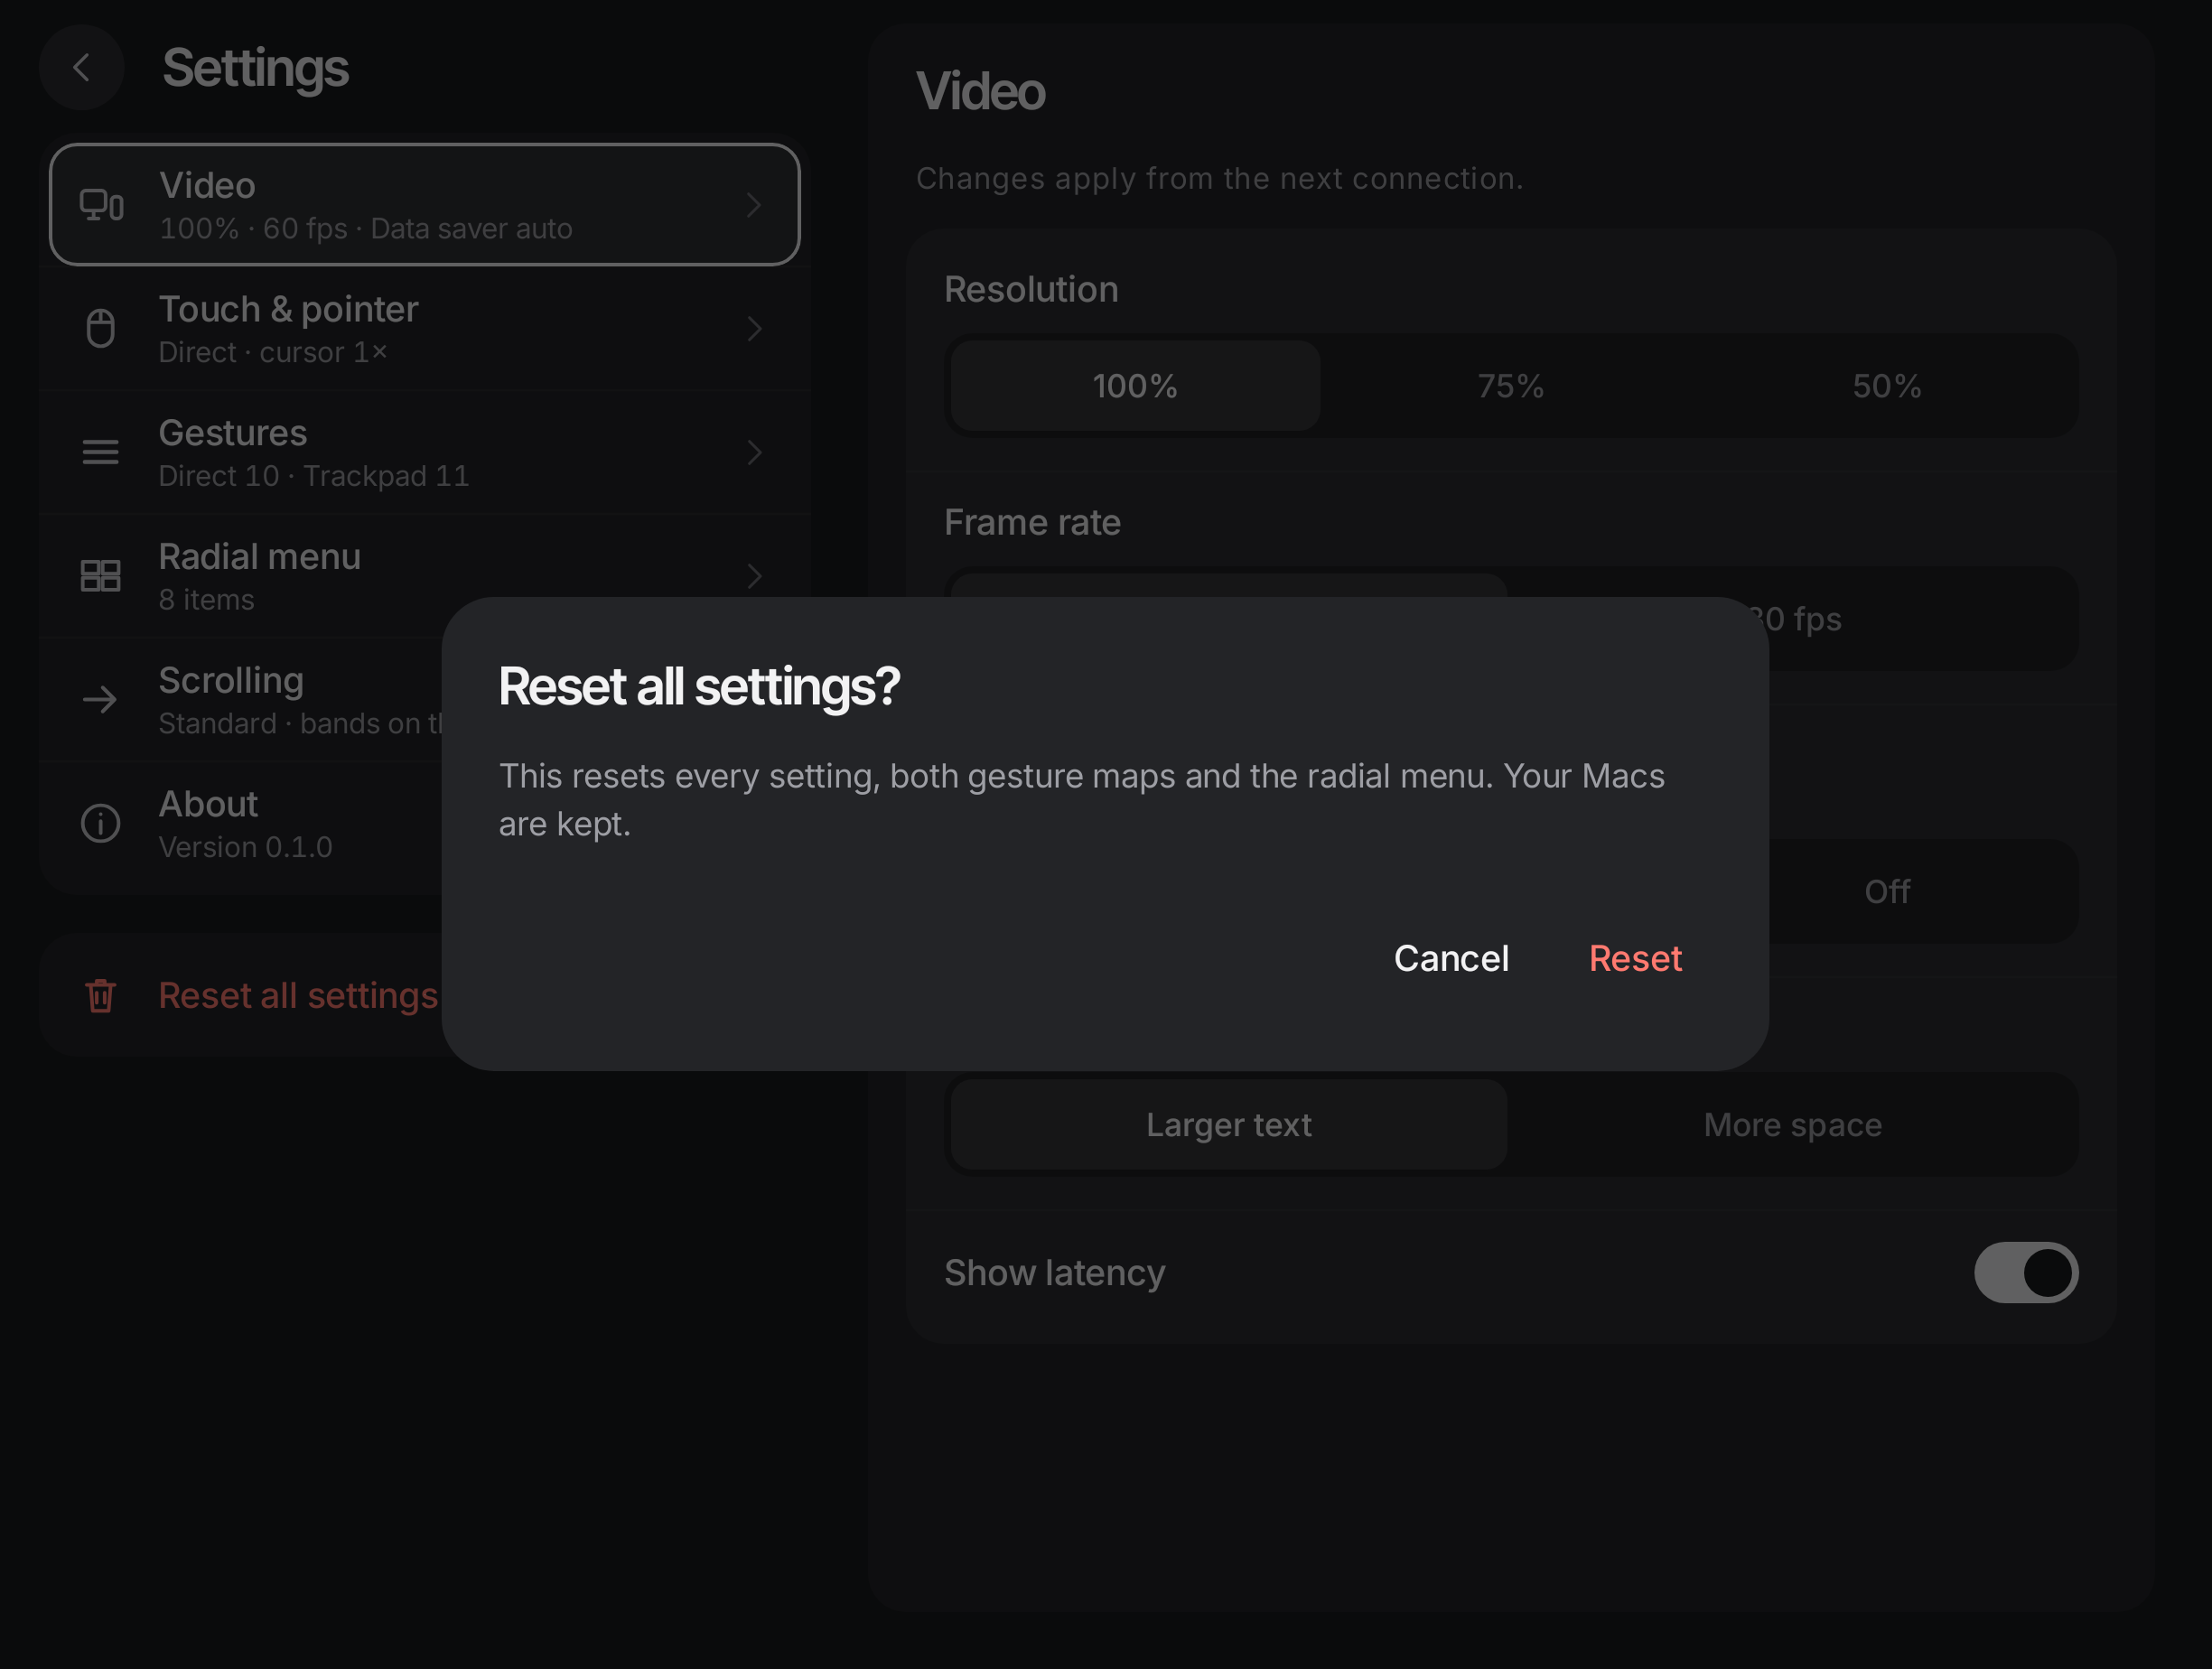 Settings
Video
100% · 60 fps · Data saver auto
Touch & pointer
Direct · cursor 1×
Gestures
Direct 10 · Trackpad 11
Radial menu
8 items
Scrolling
Standard · bands on
About
Version 0.1.0
Reset all settings
Video
Changes apply from the next connection.
Resolution
100%
75%
50%
Frame rate
fps
Off
Larger text
More space
Show latency
Reset all settings?
This resets every setting, both gesture maps and the radial menu. Your Macs
are kept.
Cancel
Reset